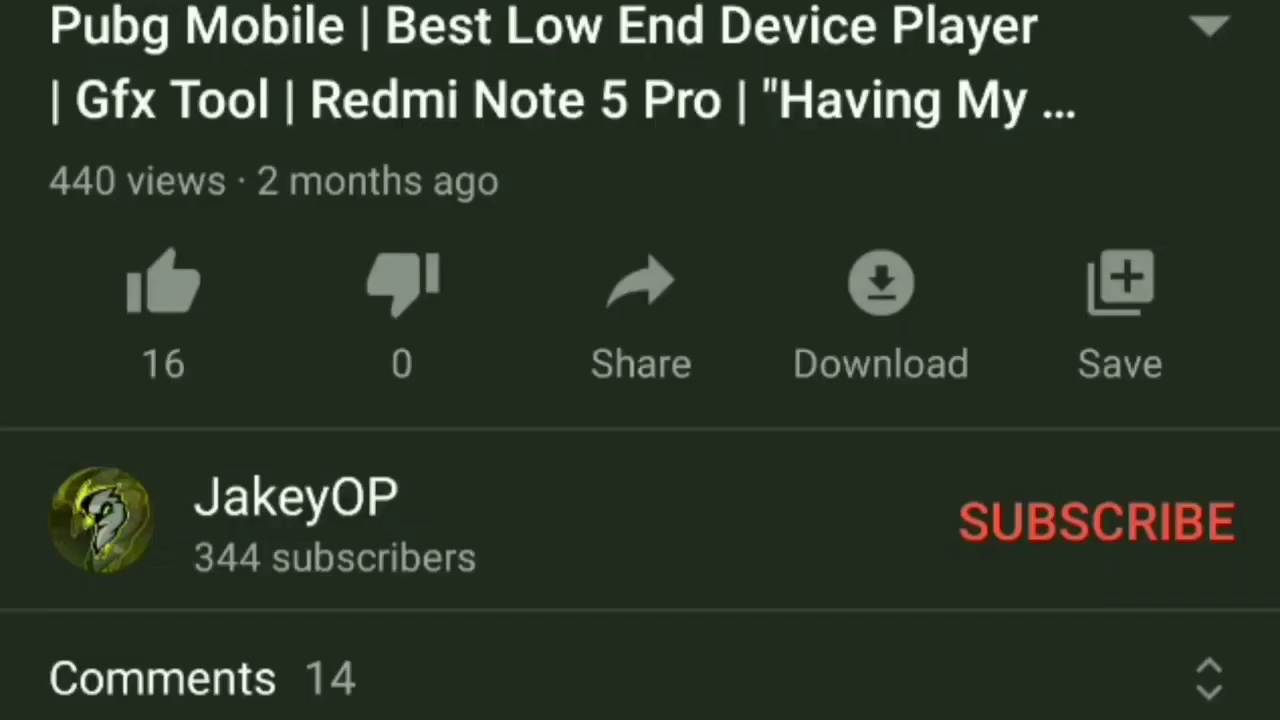 Pubg Mobile | Best Low End Device Player
| Gfx Tool | Redmi Note 5 Pro | "Having My ...
440 views · 2 months ago
16
0
Share
Download
Save
JakeyOP
344 subscribers
SUBSCRIBE
Comments 14